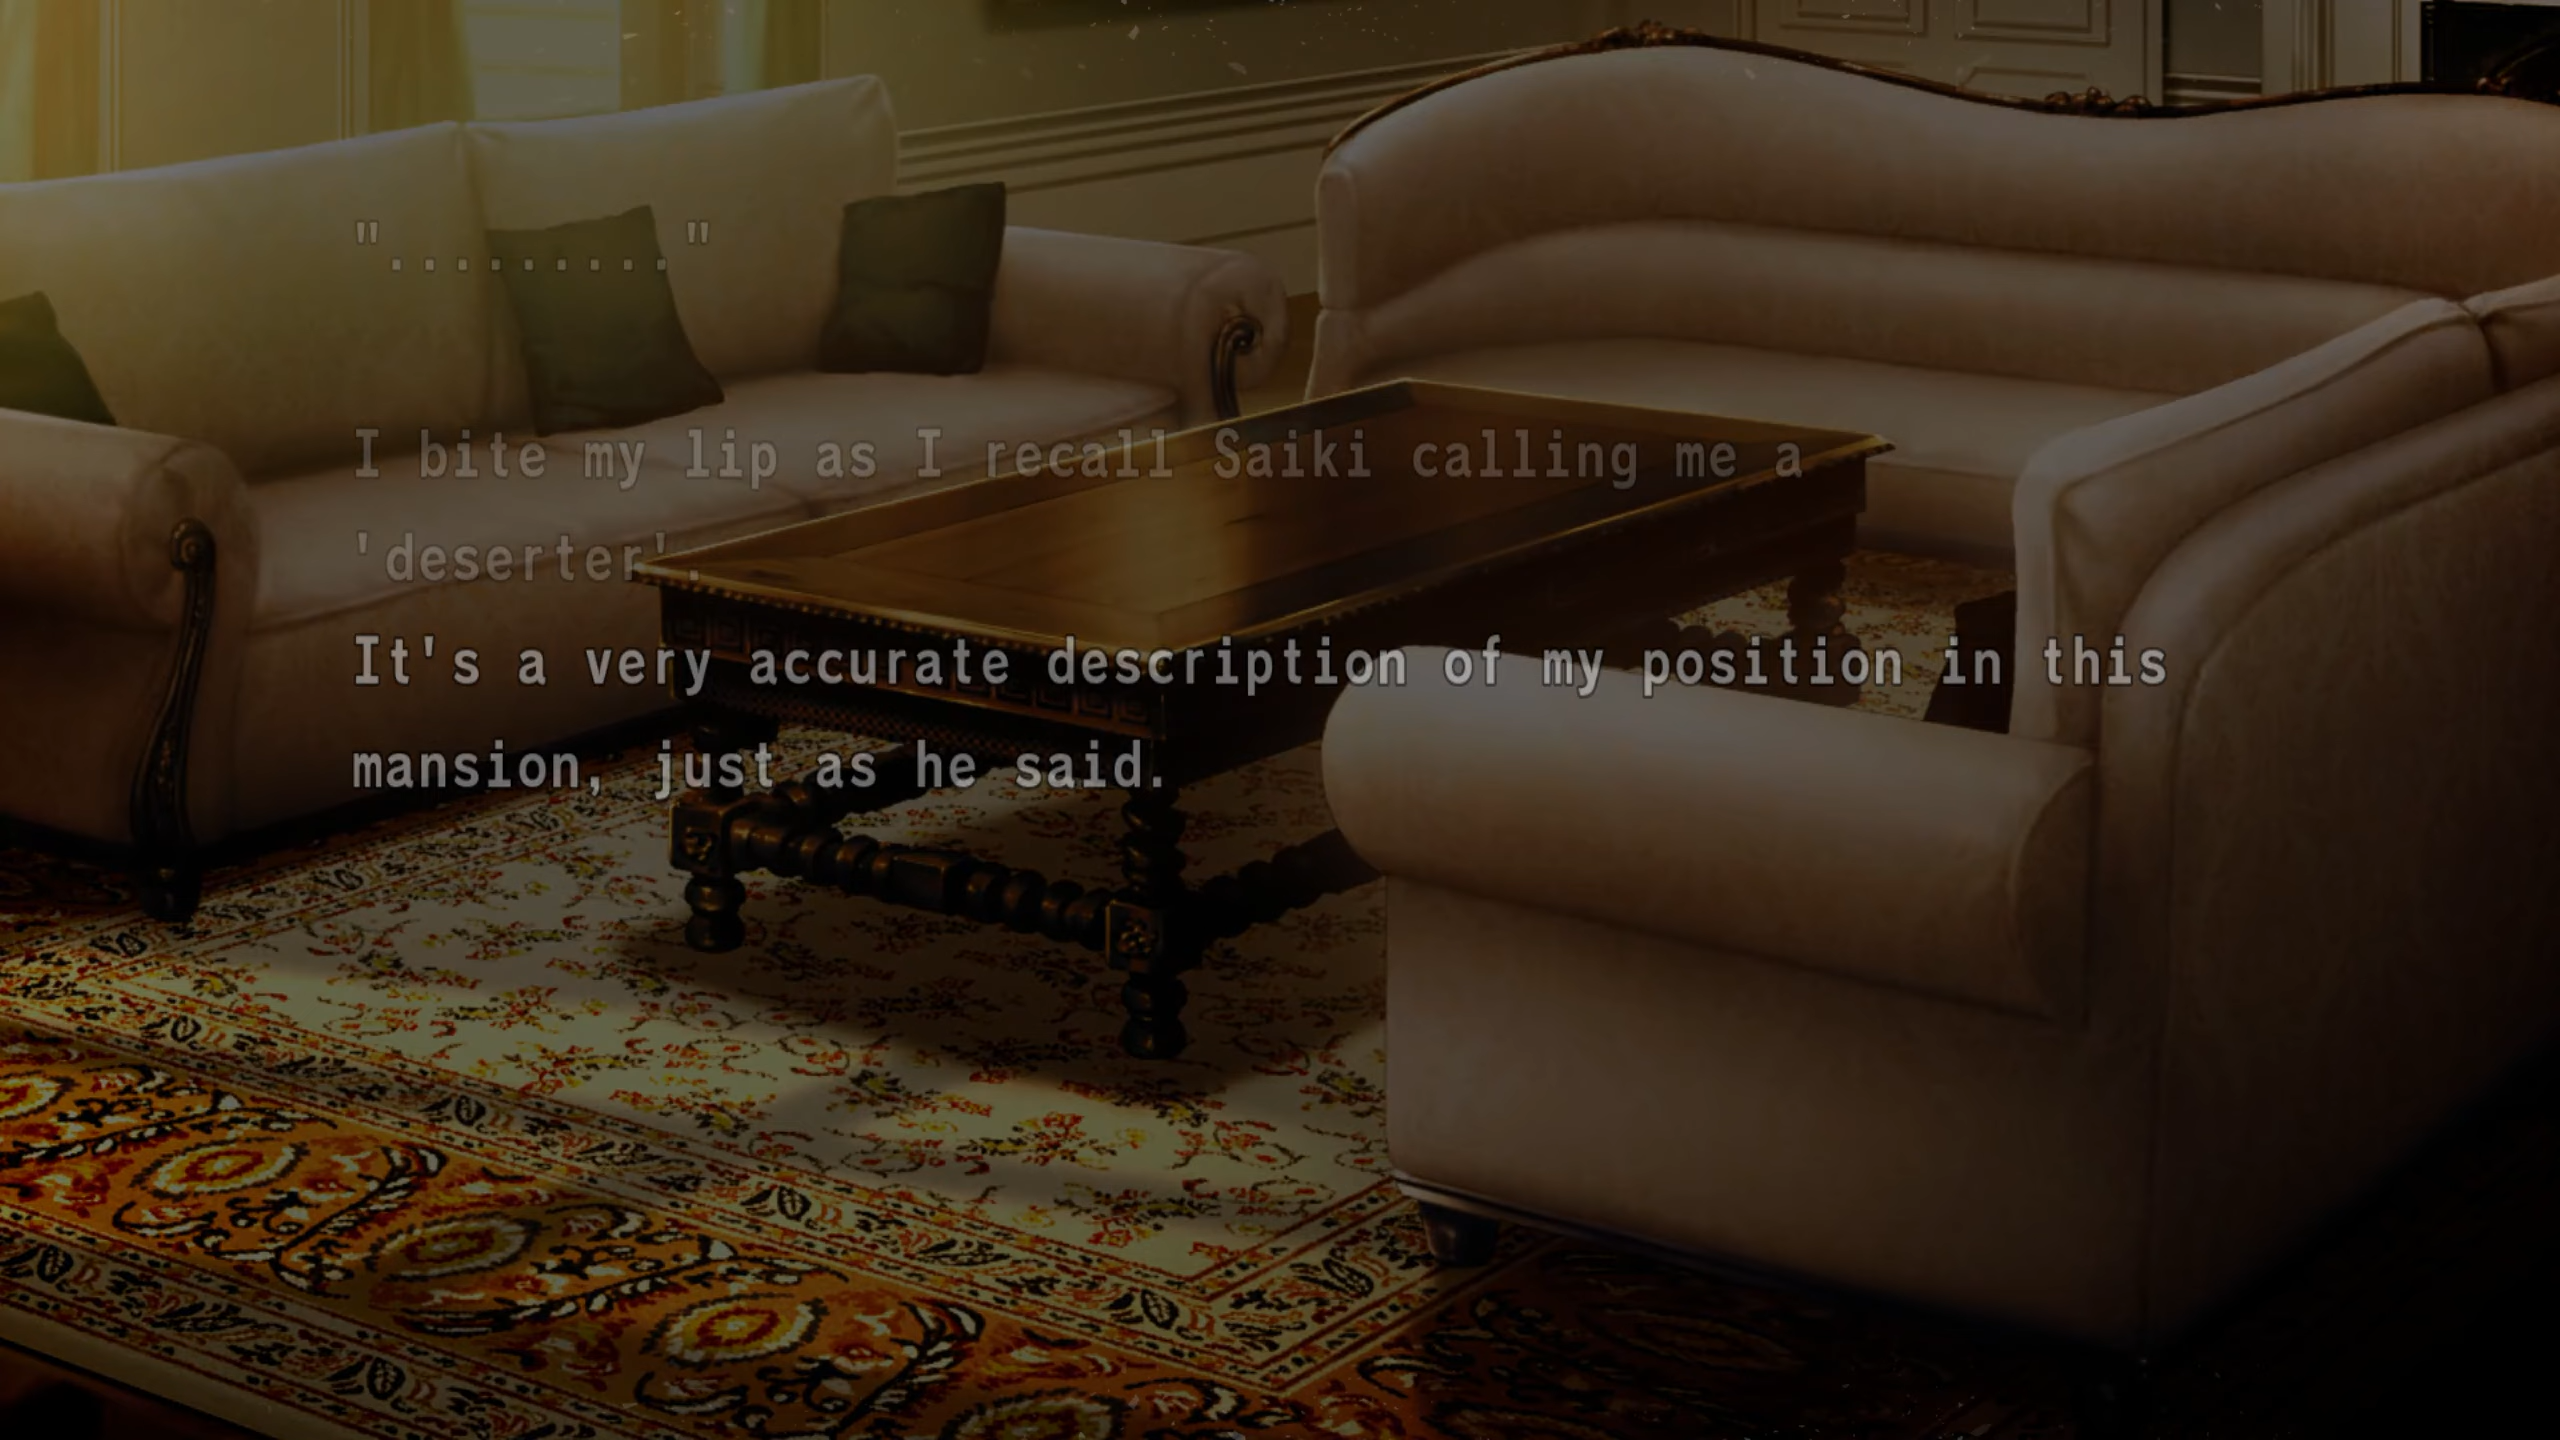 "........."
I bite my lip as I recall Saiki calling me a
'deserter'.
It's a very accurate description of my position in this
mansion, just as he said.